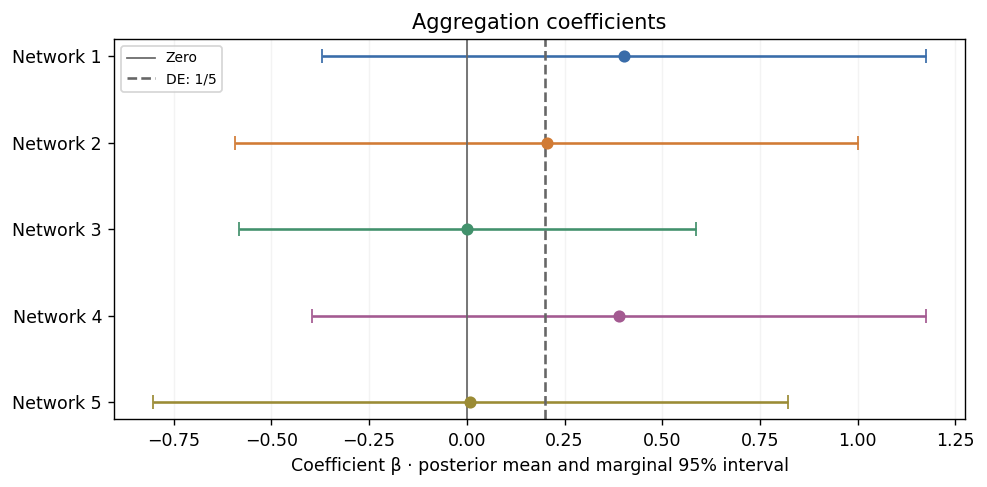 Aggregation coefficients
Zero
DE: 1/5
Network 1
Network 2
Network 3
Network 4
Network 5
−0.75 −0.50 −0.25 0.00 0.25 0.50 0.75 1.00 1.25
Coefficient β · posterior mean and marginal 95% interval